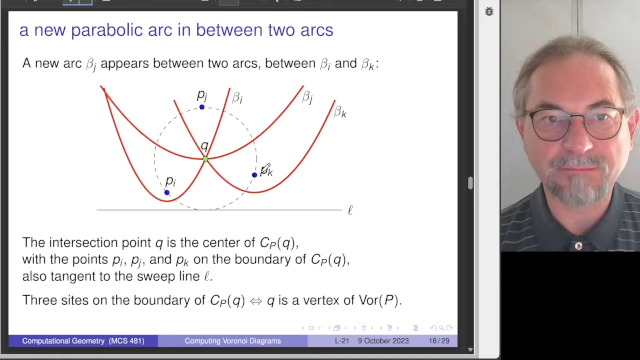 a new parabolic arc in between two arcs
A new arc βj appears between two arcs, between βi and βk:
pj
βi
βj
βk
q
pi
pk
ℓ
The intersection point q is the center of CP(q),
with the points pi, pj, and pk on the boundary of CP(q),
also tangent to the sweep line ℓ.
Three sites on the boundary of CP(q) ⇔ q is a vertex of Vor(P).
Computational Geometry (MCS 481) Computing Voronoi Diagrams L-21 9 October 2023 16 / 29